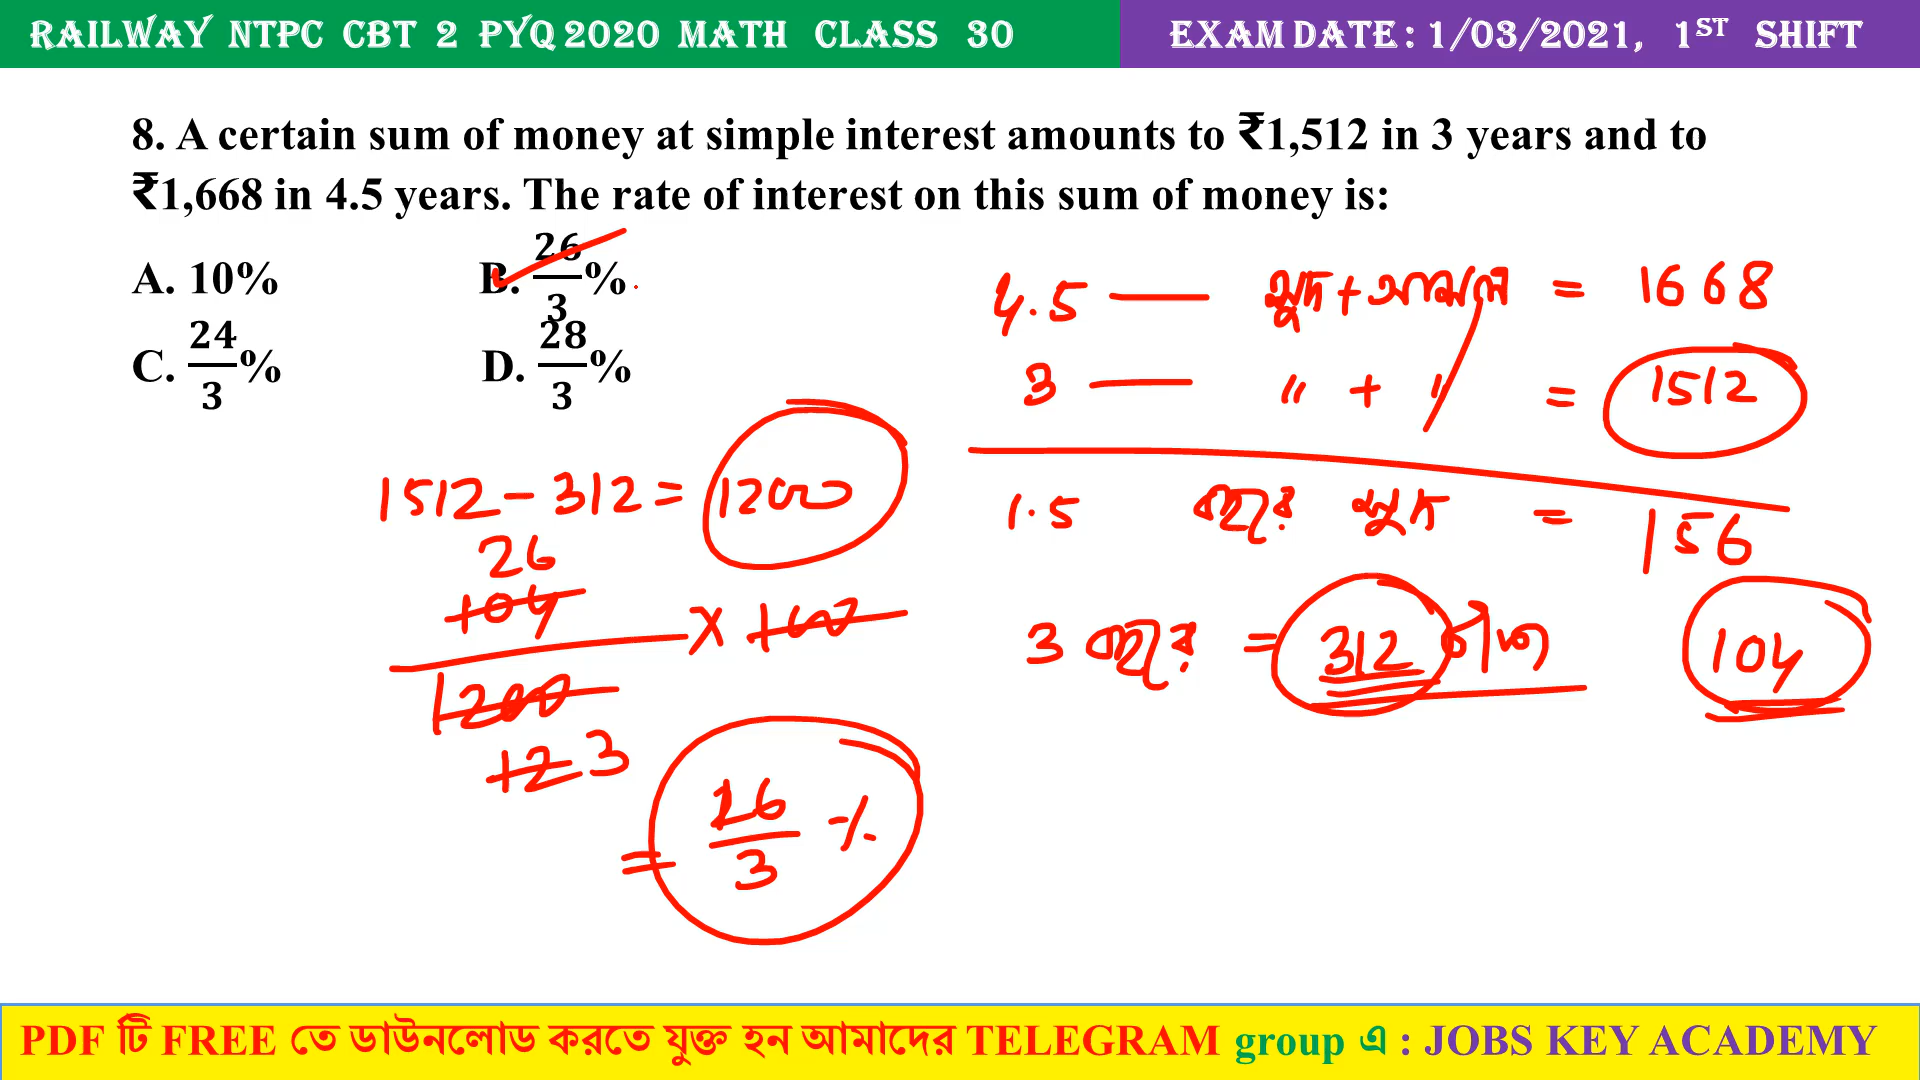 RAILWAY NTPC CBT 2 PYQ 2020 MATH CLASS 30
EXAM DATE : 1/03/2021, 1ST SHIFT
8. A certain sum of money at simple interest amounts to ₹1,512 in 3 years and to
₹1,668 in 4.5 years. The rate of interest on this sum of money is:
A. 10%
B. 26/3%
C. 24/3%
D. 28/3%
4.5 — সুদ + আসল = 1668
3 — " + " = 1512
1.5 বছর সুদ = 156
3 বছর = 312
104
1512 - 312 = 1200
26
104
X 100
1200
12 3
= 26/3 %
PDF টি FREE তে ডাউনলোড করতে যুক্ত হন আমাদের TELEGRAM group এ : JOBS KEY ACADEMY